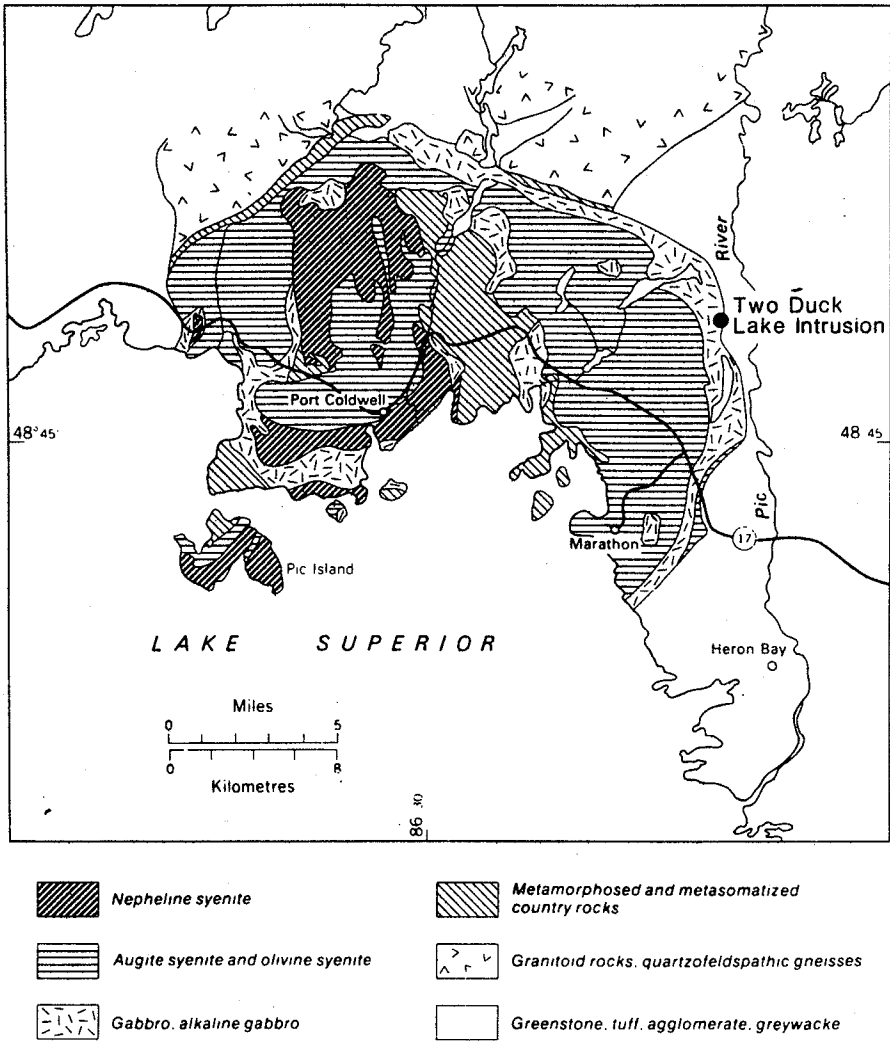 River
Two Duck
Lake Intrusion
Port Coldwell
48°45'
48 45
Pic
17
Marathon
Pic Island
LAKE SUPERIOR
Heron Bay
Miles
0 5
0 8
Kilometres
86 30
Nepheline syenite
Metamorphosed and metasomatized
country rocks
Augite syenite and olivine syenite
Granitoid rocks, quartzofeldspathic gneisses
Gabbro, alkaline gabbro
Greenstone, tuff, agglomerate, greywacke